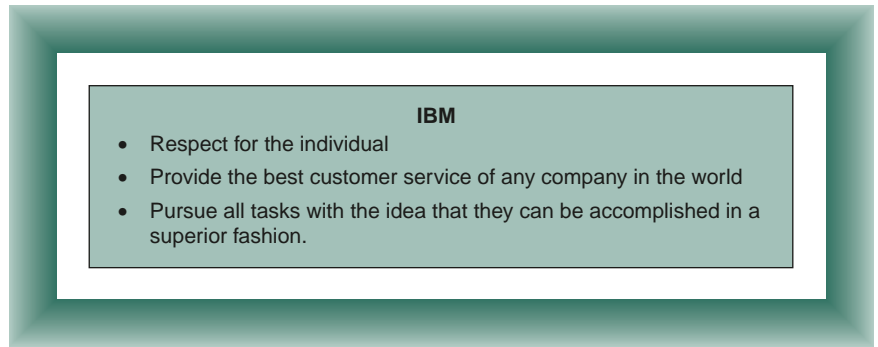 IBM
• Respect for the individual
• Provide the best customer service of any company in the world
• Pursue all tasks with the idea that they can be accomplished in a
superior fashion.